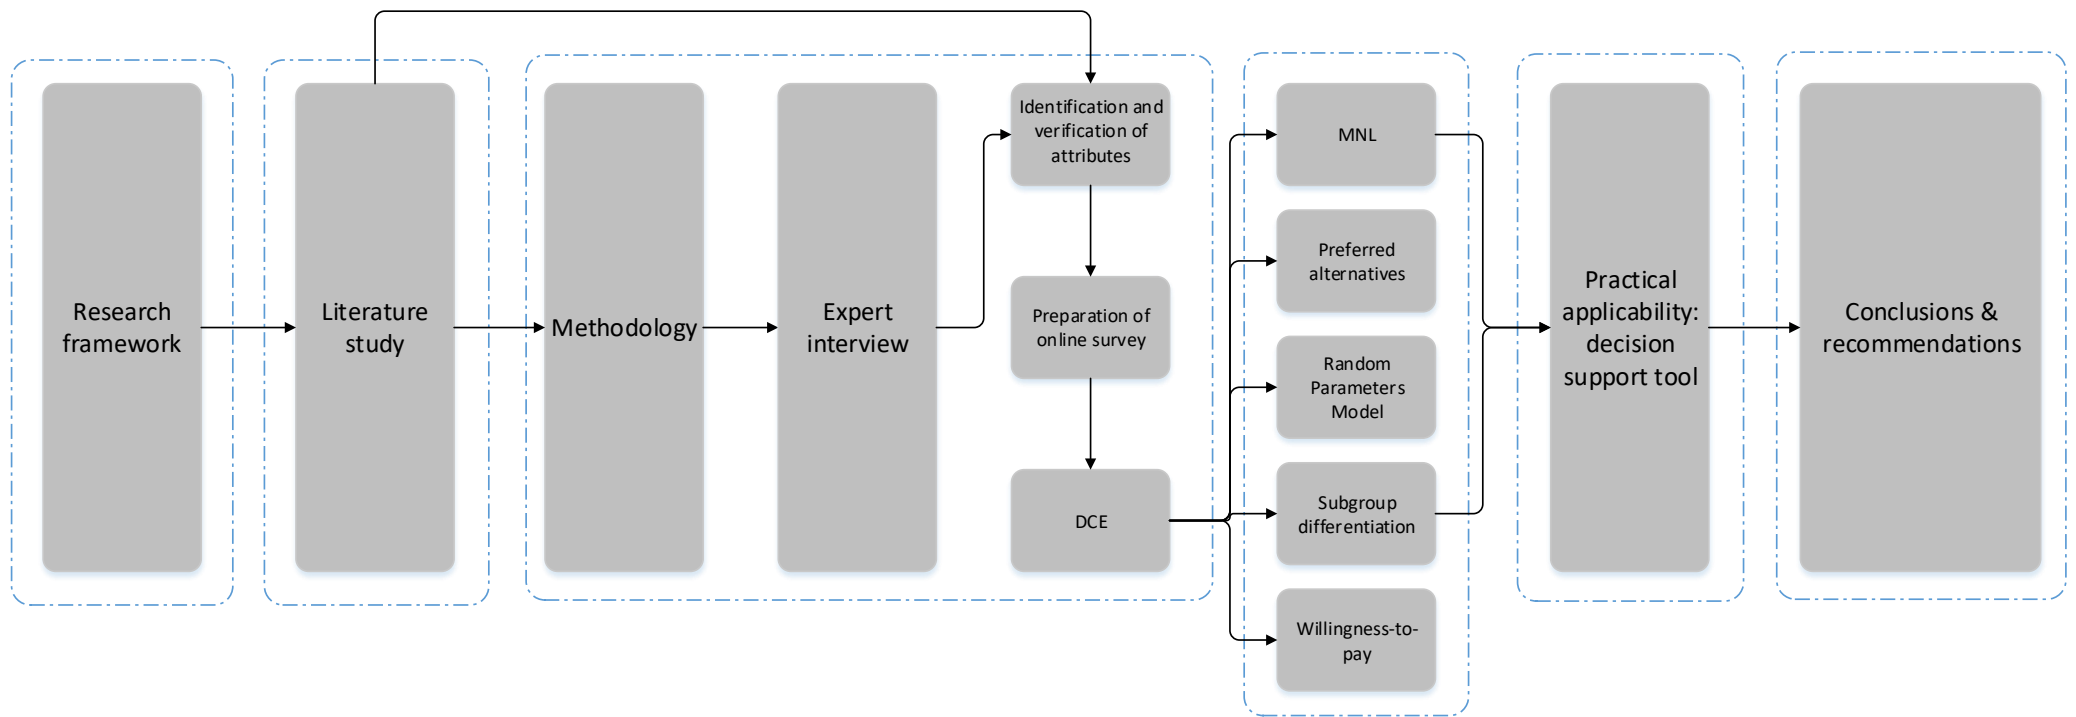 Research
framework
Literature
study
Methodology
Expert
interview
Identification and
verification of
attributes
Preparation of
online survey
DCE
MNL
Preferred
alternatives
Random
Parameters
Model
Subgroup
differentiation
Willingness-to-
pay
Practical
applicability:
decision
support tool
Conclusions &
recommendations